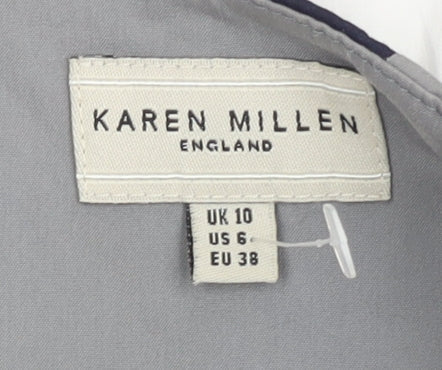 KAREN MILLEN
ENGLAND
UK 10
US 6
EU 38